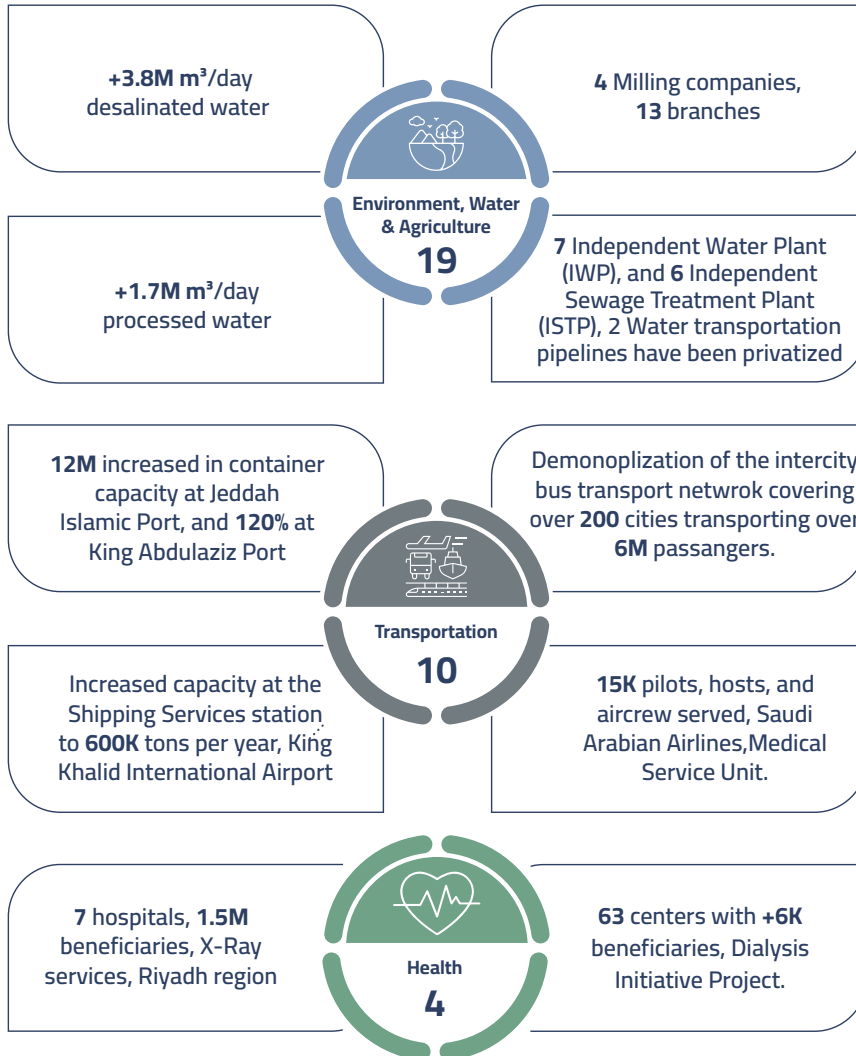 +3.8M m³/day
desalinated water
4 Milling companies,
13 branches
Environment, Water
& Agriculture
19
+1.7M m³/day
processed water
7 Independent Water Plant
(IWP), and 6 Independent
Sewage Treatment Plant
(ISTP), 2 Water transportation
pipelines have been privatized
12M increased in container
capacity at Jeddah
Islamic Port, and 120% at
King Abdulaziz Port
Demonoplization of the intercity
bus transport netwrok covering
over 200 cities transporting over
6M passangers.
Transportation
10
Increased capacity at the
Shipping Services station
to 600K tons per year, King
Khalid International Airport
15K pilots, hosts, and
aircrew served, Saudi
Arabian Airlines,Medical
Service Unit.
7 hospitals, 1.5M
beneficiaries, X-Ray
services, Riyadh region
Health
4
63 centers with +6K
beneficiaries, Dialysis
Initiative Project.